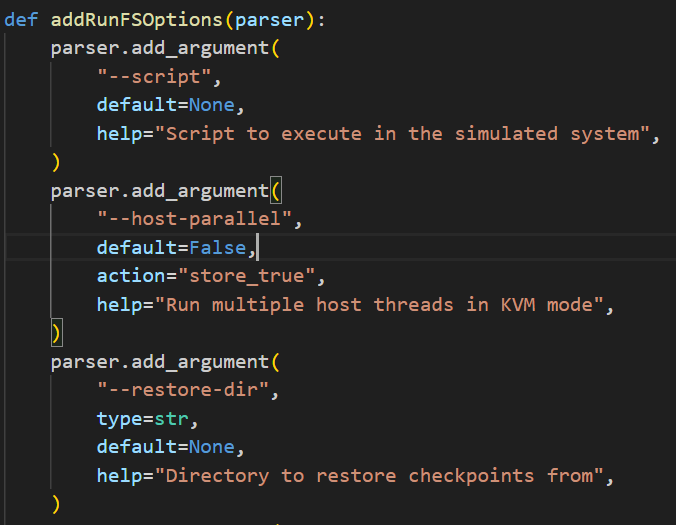 def addRunFSOptions(parser):
    parser.add_argument(
        "--script",
        default=None,
        help="Script to execute in the simulated system",
    )
    parser.add_argument(
        "--host-parallel",
        default=False,
        action="store_true",
        help="Run multiple host threads in KVM mode",
    )
    parser.add_argument(
        "--restore-dir",
        type=str,
        default=None,
        help="Directory to restore checkpoints from",
    )